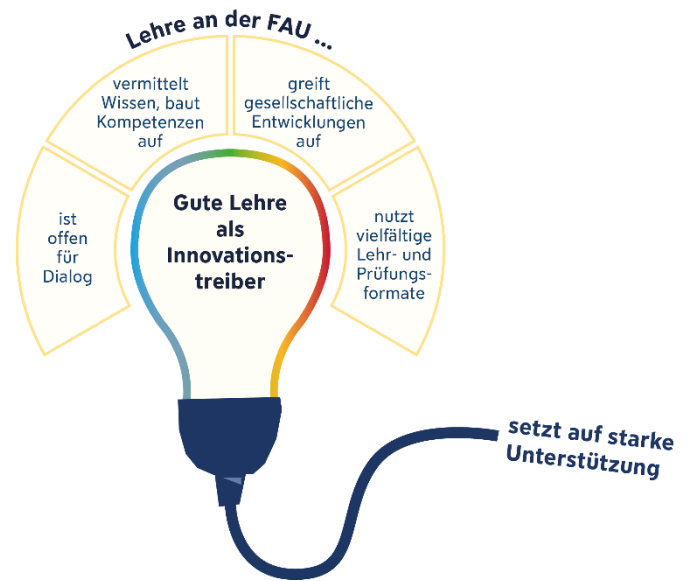 Lehre an der FAU ...
ist
offen
für
Dialog
vermittelt
Wissen, baut
Kompetenzen
auf
greift
gesellschaftliche
Entwicklungen
auf
nutzt
vielfältige
Lehr- und
Prüfungs-
formate
Gute Lehre
als
Innovations-
treiber
setzt auf starke
Unterstützung